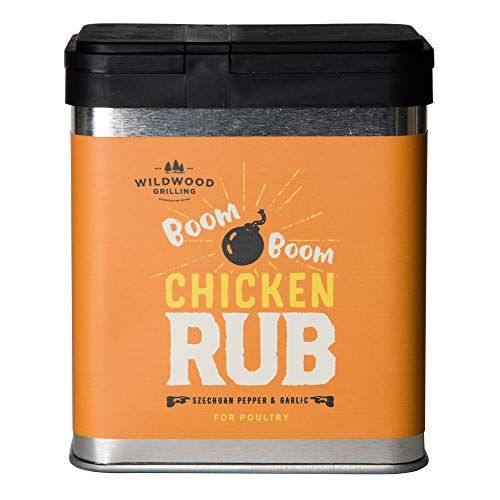 WILDWOOD
GRILLING
BOOM
BOOM
CHICKEN
RUB
SZECHUAN PEPPER & GARLIC
FOR POULTRY